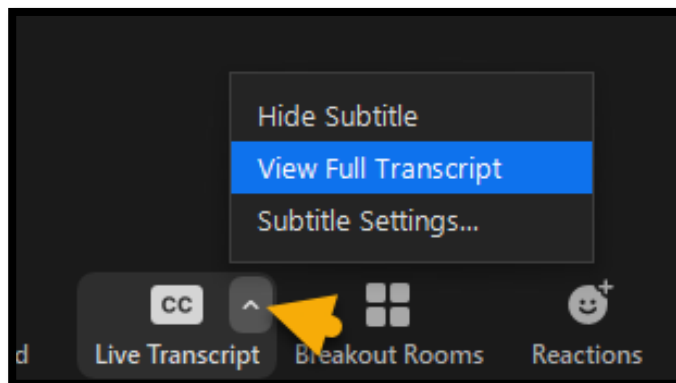 Hide Subtitle
View Full Transcript
Subtitle Settings...
CC
d Live Transcript Breakout Rooms Reactions